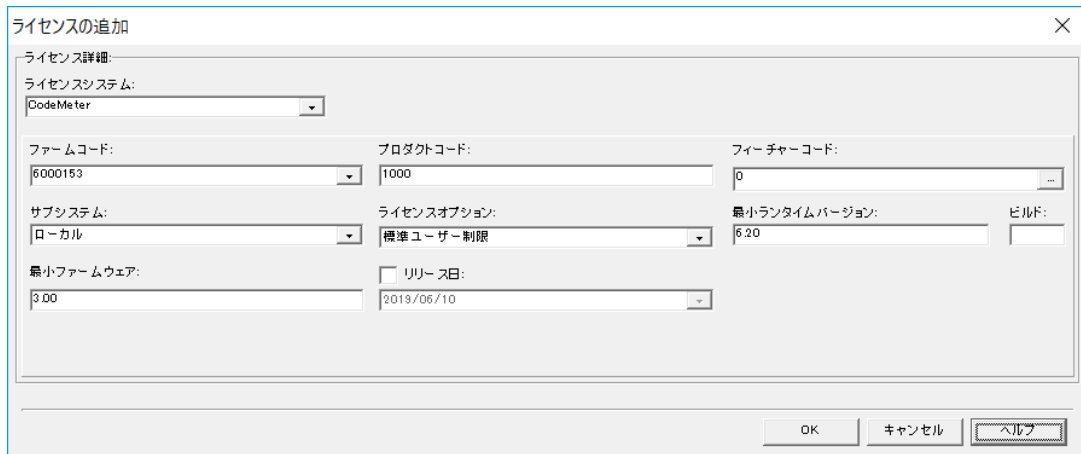 ライセンスの追加
ライセンス詳細:
ライセンスシステム:
CodeMeter
ファームコード:
プロダクトコード:
フィーチャーコード:
6000153
1000
0
...
サブシステム:
ライセンスオプション:
最小ランタイムバージョン:
ビルド:
ローカル
標準ユーザー制限
6.20
最小ファームウェア:
リリース日:
3.00
2019/06/10
OK
キャンセル
ヘルプ